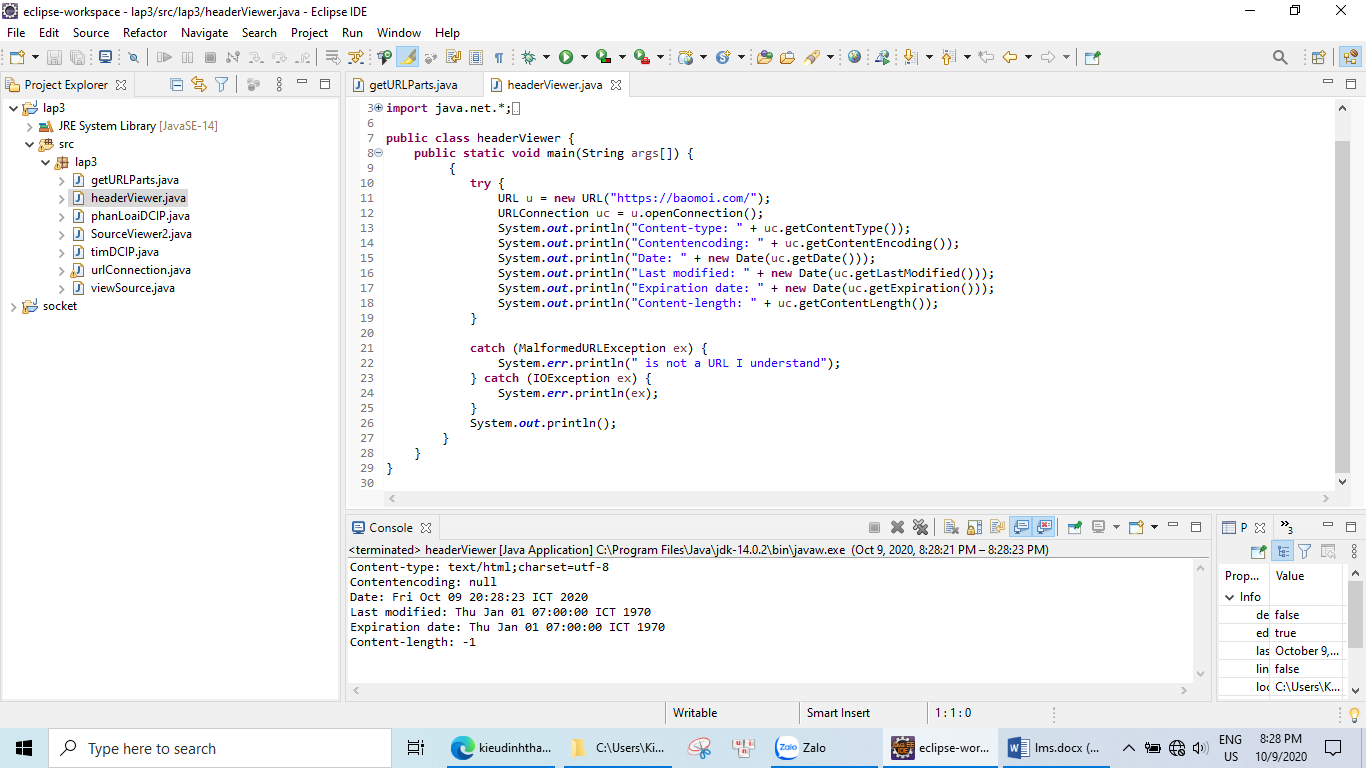 eclipse-workspace - lap3/src/lap3/headerViewer.java - Eclipse IDE
File Edit Source Refactor Navigate Search Project Run Window Help
Project Explorer
lap3
JRE System Library [JavaSE-14]
src
lap3
getURLParts.java
headerViewer.java
phanLoaiDCIP.java
SourceViewer2.java
timDCIP.java
urlConnection.java
viewSource.java
socket
getURLParts.java headerViewer.java
3 import java.net.*;
6
7 public class headerViewer {
8 public static void main(String args[]) {
9 {
10 try {
11 URL u = new URL("https://baomoi.com/");
12 URLConnection uc = u.openConnection();
13 System.out.println("Content-type: " + uc.getContentType());
14 System.out.println("Contentencoding: " + uc.getContentEncoding());
15 System.out.println("Date: " + new Date(uc.getDate()));
16 System.out.println("Last modified: " + new Date(uc.getLastModified()));
17 System.out.println("Expiration date: " + new Date(uc.getExpiration()));
18 System.out.println("Content-length: " + uc.getContentLength());
19 }
20
21 catch (MalformedURLException ex) {
22 System.err.println(" is not a URL I understand");
23 } catch (IOException ex) {
24 System.err.println(ex);
25 }
26 System.out.println();
27 }
28 }
29 }
30
Console
<terminated> headerViewer [Java Application] C:\Program Files\Java\jdk-14.0.2\bin\javaw.exe (Oct 9, 2020, 8:28:21 PM – 8:28:23 PM)
Content-type: text/html;charset=utf-8
Contentencoding: null
Date: Fri Oct 09 20:28:23 ICT 2020
Last modified: Thu Jan 01 07:00:00 ICT 1970
Expiration date: Thu Jan 01 07:00:00 ICT 1970
Content-length: -1
P 3
Prop... Value
Info
de false
ed true
las October 9,...
lin false
loc C:\Users\K...
Writable Smart Insert 1 : 1 : 0
Type here to search
kieudinhtha... C:\Users\Ki... Zalo Zalo eclipse-wor... lms.docx (...
ENG
US
8:28 PM
10/9/2020